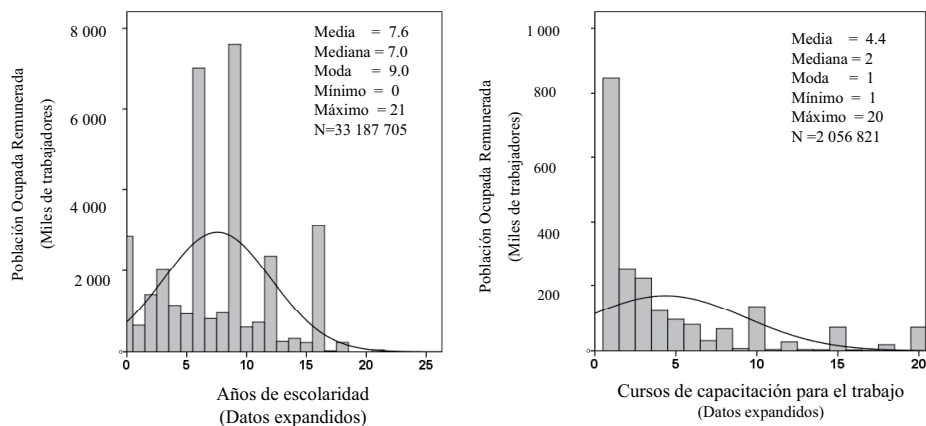 8 000
6 000
4 000
2 000
0
Población Ocupada Remunerada
(Miles de trabajadores)
Media = 7.6
Mediana = 7.0
Moda = 9.0
Mínimo = 0
Máximo = 21
N=33 187 705
0 5 10 15 20 25
Años de escolaridad
(Datos expandidos)
1 000
800
600
400
200
0
Población Ocupada Remunerada
(Miles de trabajadores)
Media = 4.4
Mediana = 2
Moda = 1
Mínimo = 1
Máximo = 20
N =2 056 821
0 5 10 15 20
Cursos de capacitación para el trabajo
(Datos expandidos)